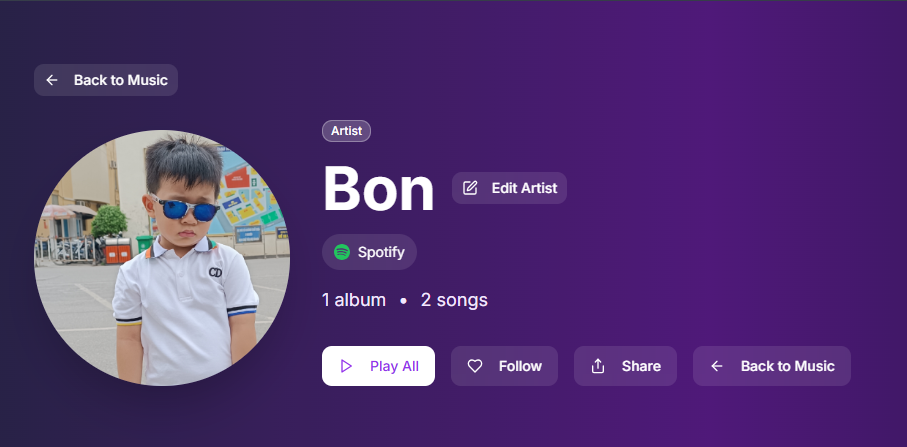 Back to Music
Artist
Bon
Edit Artist
Spotify
1 album • 2 songs
Play All
Follow
Share
Back to Music
CD